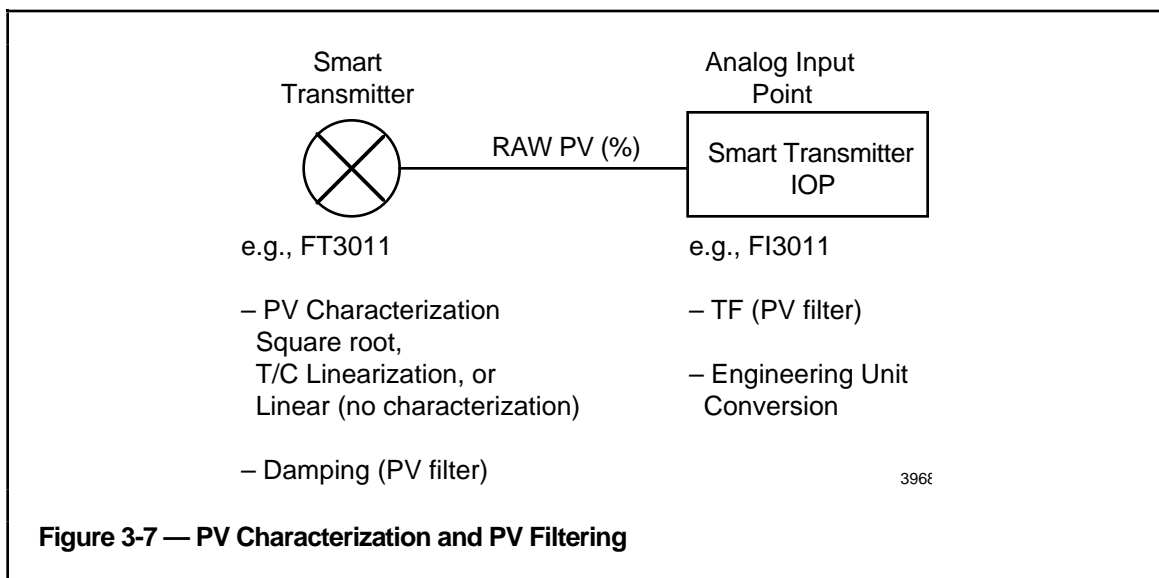 Smart
Transmitter
Analog Input
Point
RAW PV (%)
Smart Transmitter
IOP
e.g., FT3011
– PV Characterization
Square root,
T/C Linearization, or
Linear (no characterization)
– Damping (PV filter)
e.g., FI3011
– TF (PV filter)
– Engineering Unit
Conversion
Figure 3-7 — PV Characterization and PV Filtering